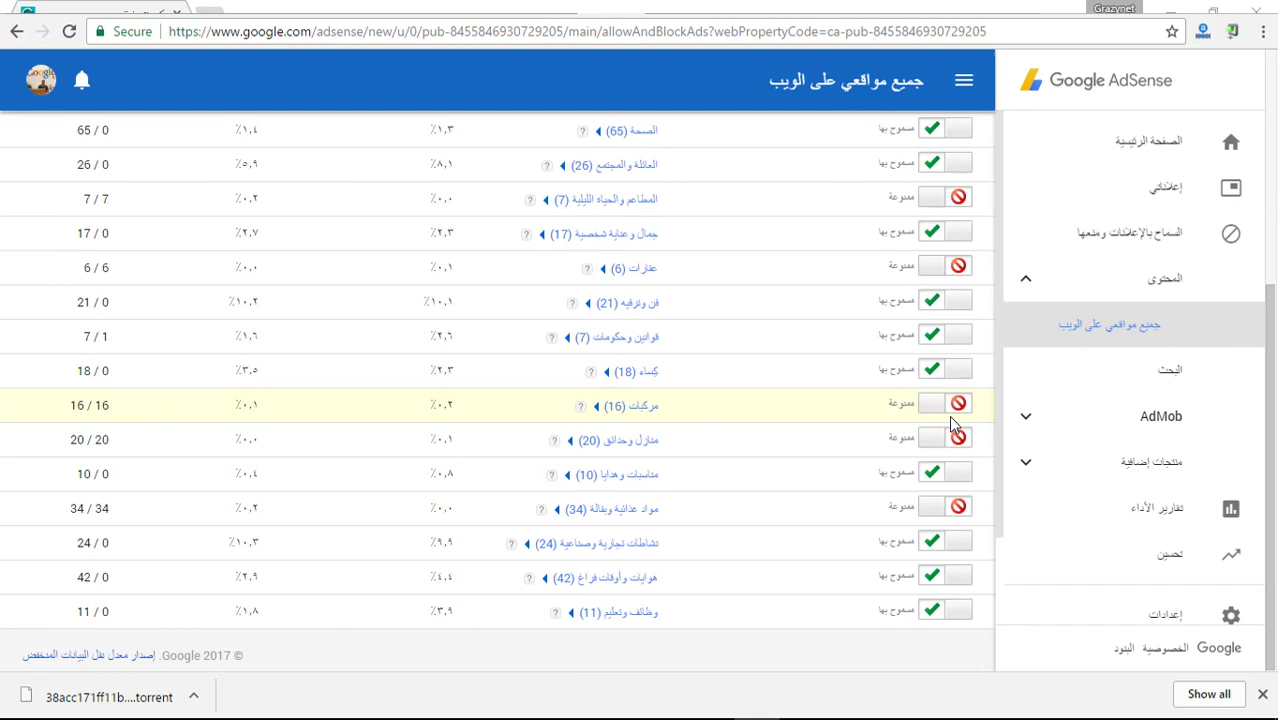 Grazynet
Secure
https://www.google.com/adsense/new/u/0/pub-8455846930729205/main/allowAndBlockAds?webPropertyCode=ca-pub-8455846930729205
Google AdSense
جميع مواقعي على الويب
الصفحة الرئيسية
إعلاناتي
السماح بالإعلانات ومنعها
المحتوى
جميع مواقعي على الويب
البحث
AdMob
منتجات إضافية
تقارير الأداء
تحسين
إعدادات
Google الخصوصية البنود
مسموح بها الصحة (65) ? ٪١,٣ ٪١,٤ 65 / 0
مسموح بها العائلة والمجتمع (26) ? ٪٨,١ ٪٥,٩ 26 / 0
ممنوعة المطاعم والحياه الليلية (7) ? ٪٠,٠ ٪٠,٢ 7 / 7
مسموح بها جمال وعناية شخصية (17) ? ٪٢,٣ ٪٢,٧ 17 / 0
ممنوعة عقارات (6) ? ٪٠,١ ٪٠,٠ 6 / 6
مسموح بها فن وترفيه (21) ? ٪١٠,١ ٪١٠,٢ 21 / 0
مسموح بها قوانين وحكومات (7) ? ٪٢,٦ ٪١,٦ 7 / 1
مسموح بها كِساء (18) ? ٪٢,٣ ٪٣,٥ 18 / 0
ممنوعة مركبات (16) ? ٪٠,٢ ٪٠,١ 16 / 16
ممنوعة منازل وحدائق (20) ? ٪٠,١ ٪٠,٠ 20 / 20
مسموح بها مناسبات وهدايا (10) ? ٪٠,٨ ٪٠,٤ 10 / 0
ممنوعة مواد غذائية وبقالة (34) ? ٪٠,٠ ٪٠,٢ 34 / 34
مسموح بها نشاطات تجارية وصناعية (24) ? ٪٩,٩ ٪١٠,٣ 24 / 0
مسموح بها هوايات وأوقات فراغ (42) ? ٪٤,٤ ٪٢,٩ 42 / 0
مسموح بها وظائف وتعليم (11) ? ٪٣,٩ ٪١,٨ 11 / 0
© 2017 Google. إصدار معدل نقل البيانات المنخفض
38acc171ff11b....torrent
Show all